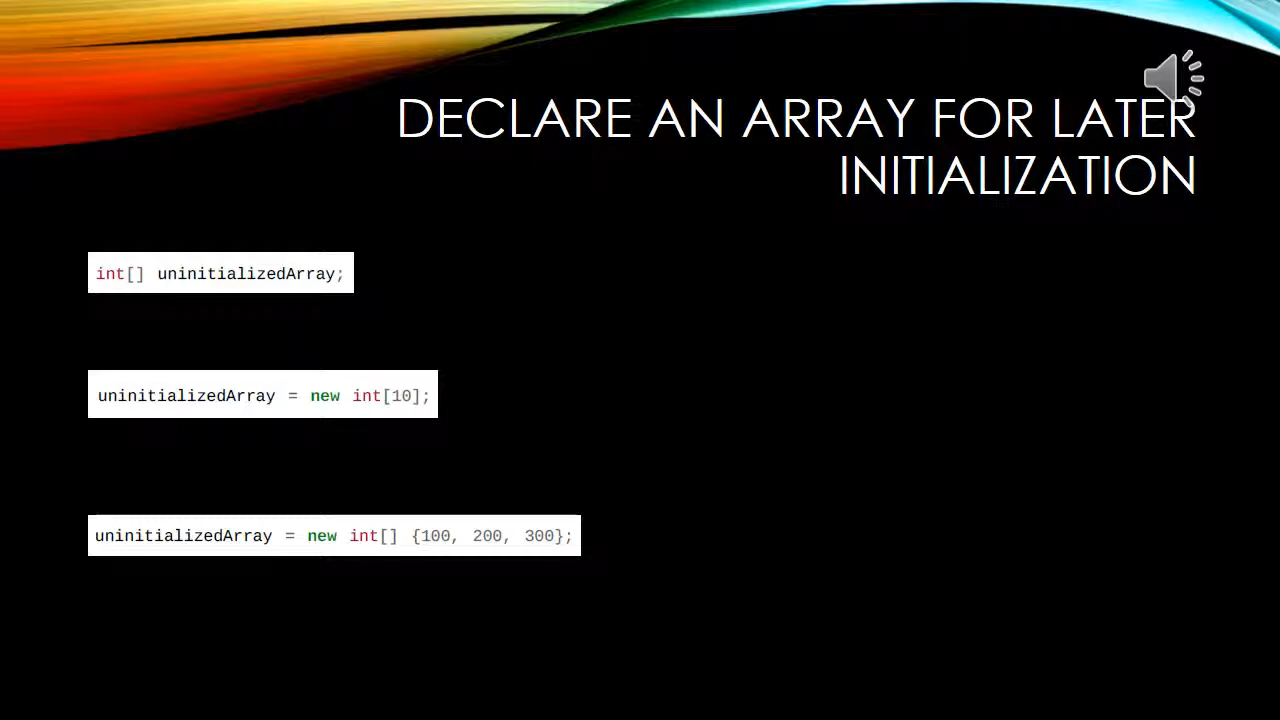 DECLARE AN ARRAY FOR LATER
INITIALIZATION
int[] uninitializedArray;
uninitializedArray = new int[10];
uninitializedArray = new int[] {100, 200, 300};